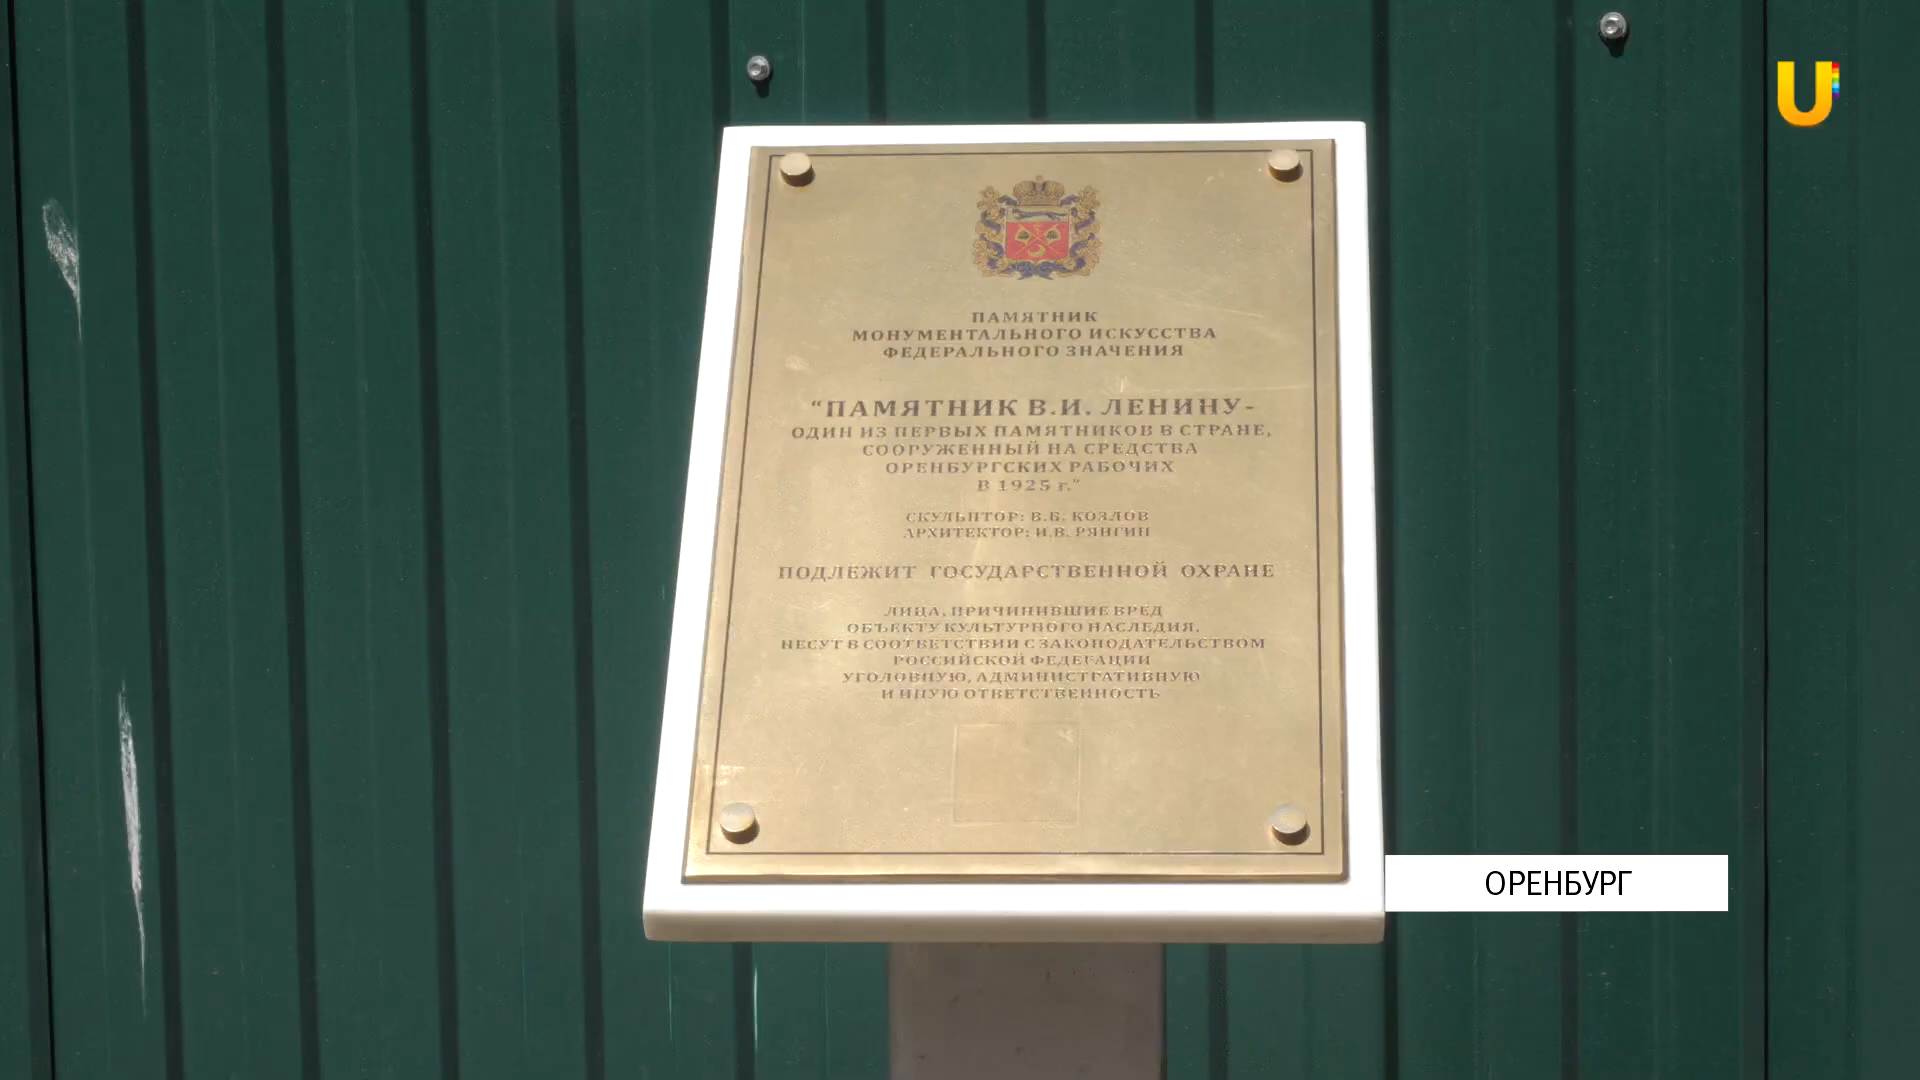 U
ПАМЯТНИК
МОНУМЕНТАЛЬНОГО ИСКУССТВА
ФЕДЕРАЛЬНОГО ЗНАЧЕНИЯ
“ПАМЯТНИК В.И. ЛЕНИНУ-
ОДИН ИЗ ПЕРВЫХ ПАМЯТНИКОВ В СТРАНЕ,
СООРУЖЕННЫЙ НА СРЕДСТВА
ОРЕНБУРГСКИХ РАБОЧИХ
В 1925 г.”
СКУЛЬПТОР: В.Б. КОЗЛОВ
АРХИТЕКТОР: И.В. РЯНГИН
ПОДЛЕЖИТ ГОСУДАРСТВЕННОЙ ОХРАНЕ
ЛИЦА, ПРИЧИНИВШИЕ ВРЕД
ОБЪЕКТУ КУЛЬТУРНОГО НАСЛЕДИЯ,
НЕСУТ В СООТВЕТСТВИИ С ЗАКОНОДАТЕЛЬСТВОМ
РОССИЙСКОЙ ФЕДЕРАЦИИ
УГОЛОВНУЮ, АДМИНИСТРАТИВНУЮ
И ИНУЮ ОТВЕТСТВЕННОСТЬ
ОРЕНБУРГ